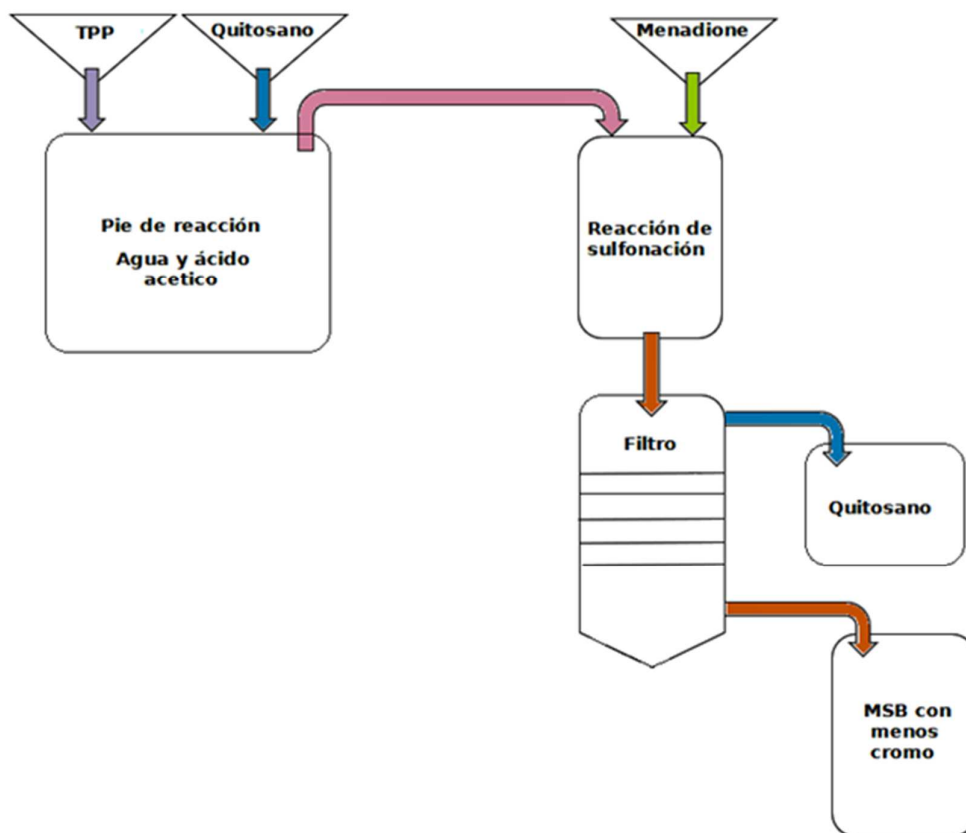 TPP
Quitosano
Menadione
Pie de reacción
Agua y ácido
acetico
Reacción de
sulfonación
Filtro
Quitosano
MSB con
menos
cromo